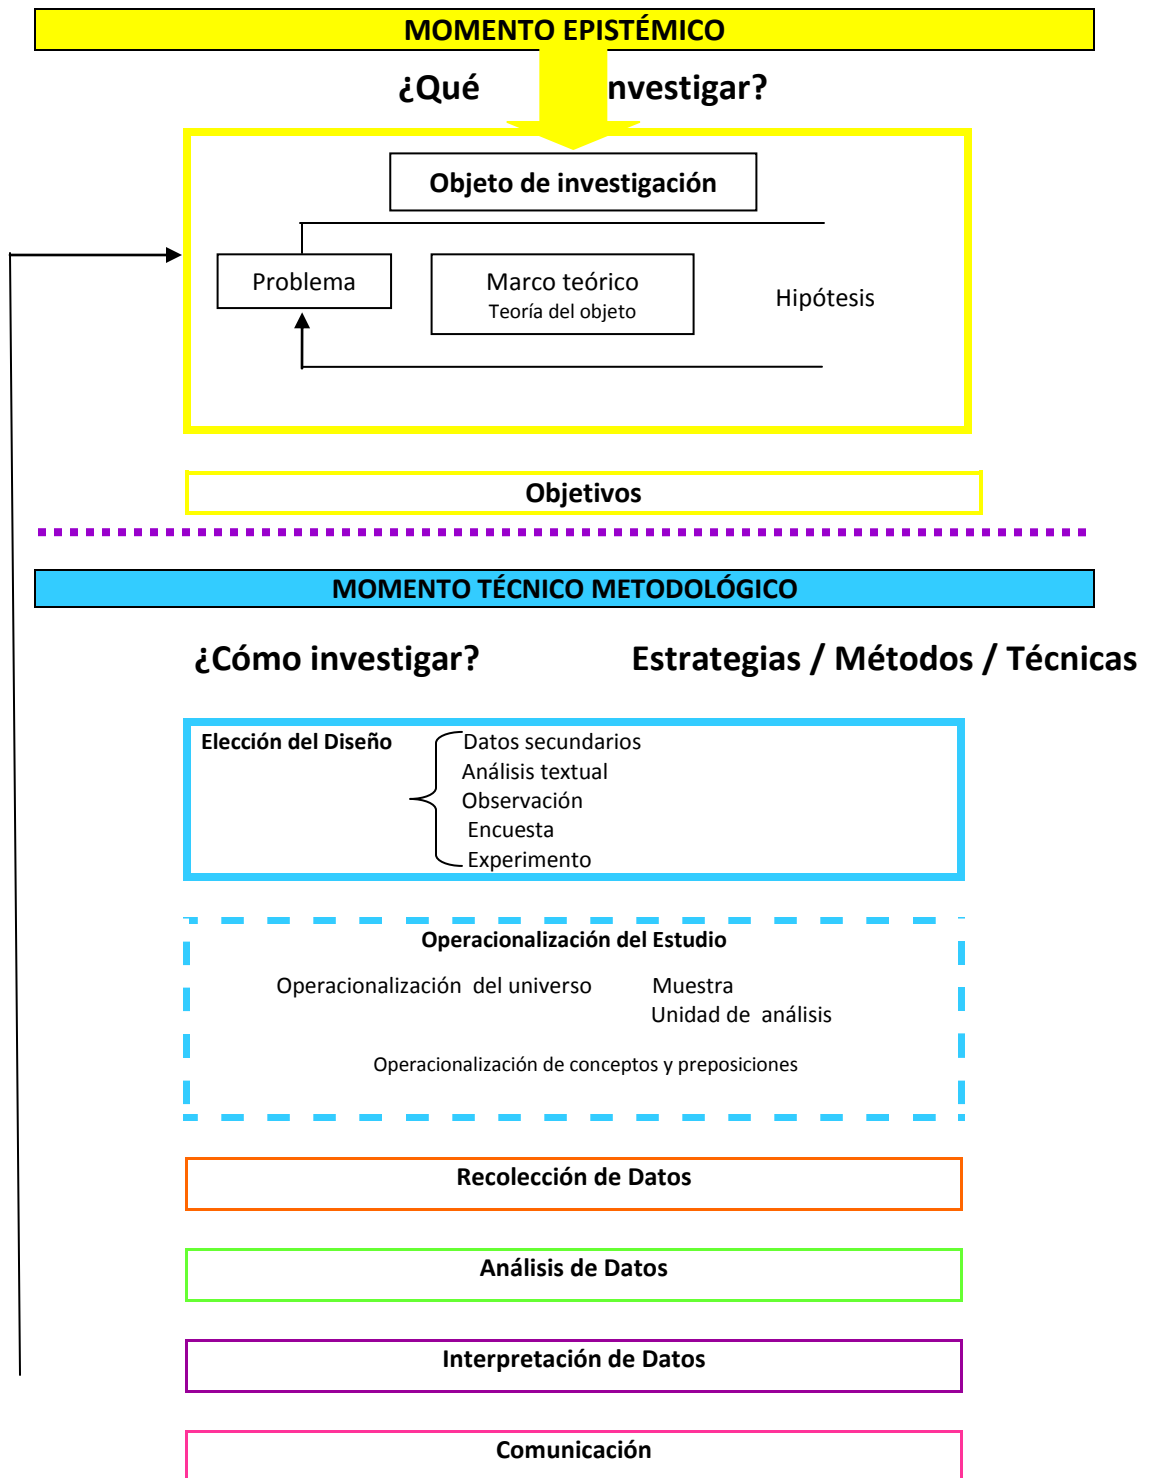 MOMENTO EPISTÉMICO
¿Qué nvestigar?
Objeto de investigación
Problema
Marco teórico
Teoría del objeto
Hipótesis
Objetivos
MOMENTO TÉCNICO METODOLÓGICO
¿Cómo investigar? Estrategias / Métodos / Técnicas
Elección del Diseño Datos secundarios
Análisis textual
Observación
Encuesta
Experimento
Operacionalización del Estudio
Operacionalización del universo Muestra
Unidad de análisis
Operacionalización de conceptos y preposiciones
Recolección de Datos
Análisis de Datos
Interpretación de Datos
Comunicación